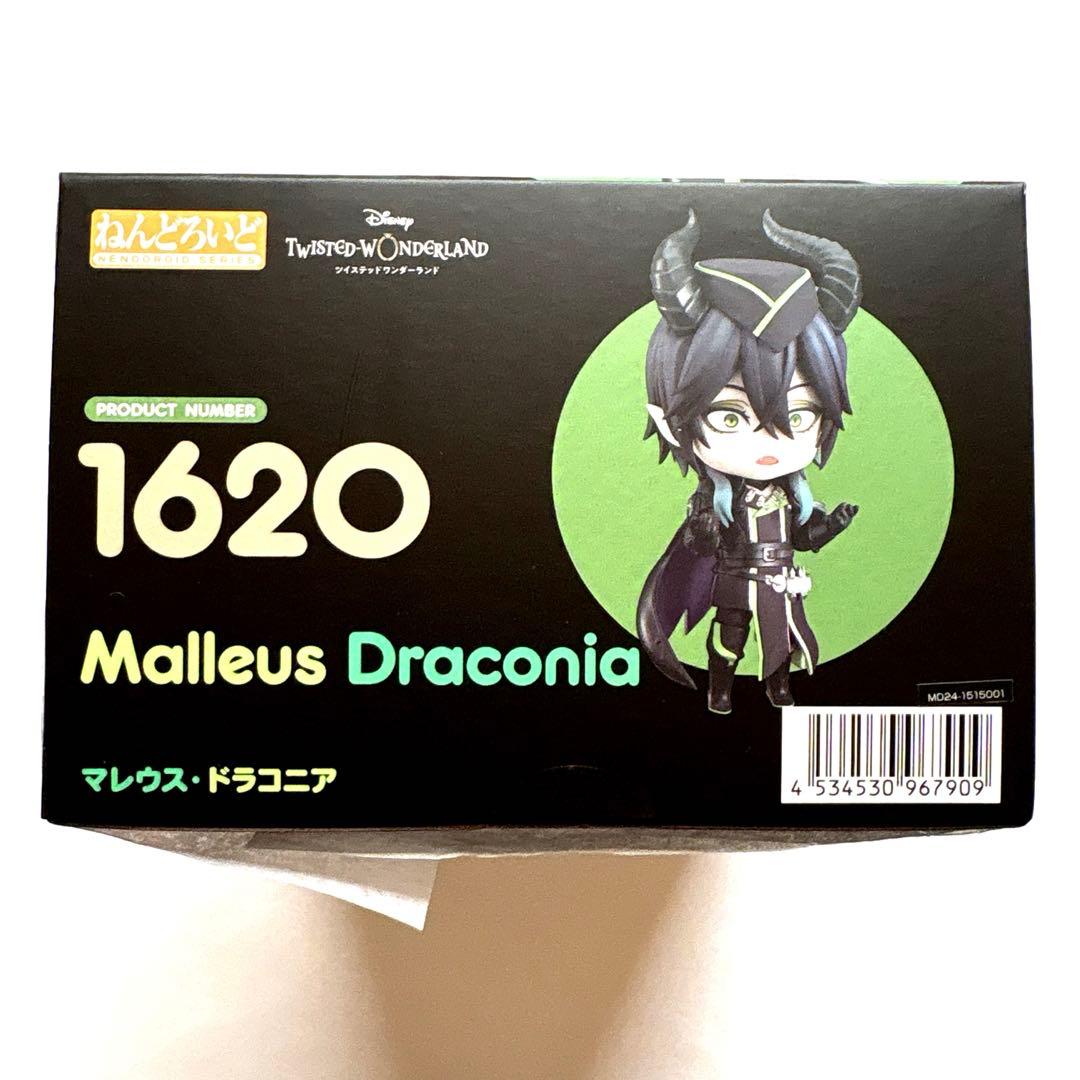 ねんどろいど
NENDOROID SERIES
Disney
TWISTED-WONDERLAND
ツイステッドワンダーランド
PRODUCT NUMBER
1620
Malleus Draconia
マレウス・ドラコニア
MD24-1515001
4 534530 967909